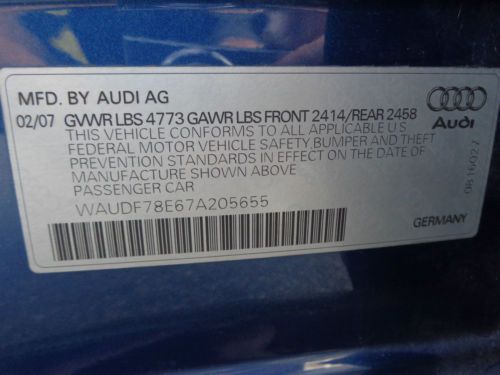 MFD. BY AUDI AG
02/07 GVWR LBS 4773 GAWR LBS FRONT 2414/REAR 2458
THIS VEHICLE CONFORMS TO ALL APPLICABLE U.S.
FEDERAL MOTOR VEHICLE SAFETY, BUMPER AND THEFT
PREVENTION STANDARDS IN EFFECT ON THE DATE OF
MANUFACTURE SHOWN ABOVE
PASSENGER CAR
WAUDF78E67A205655
Audi
GERMANY